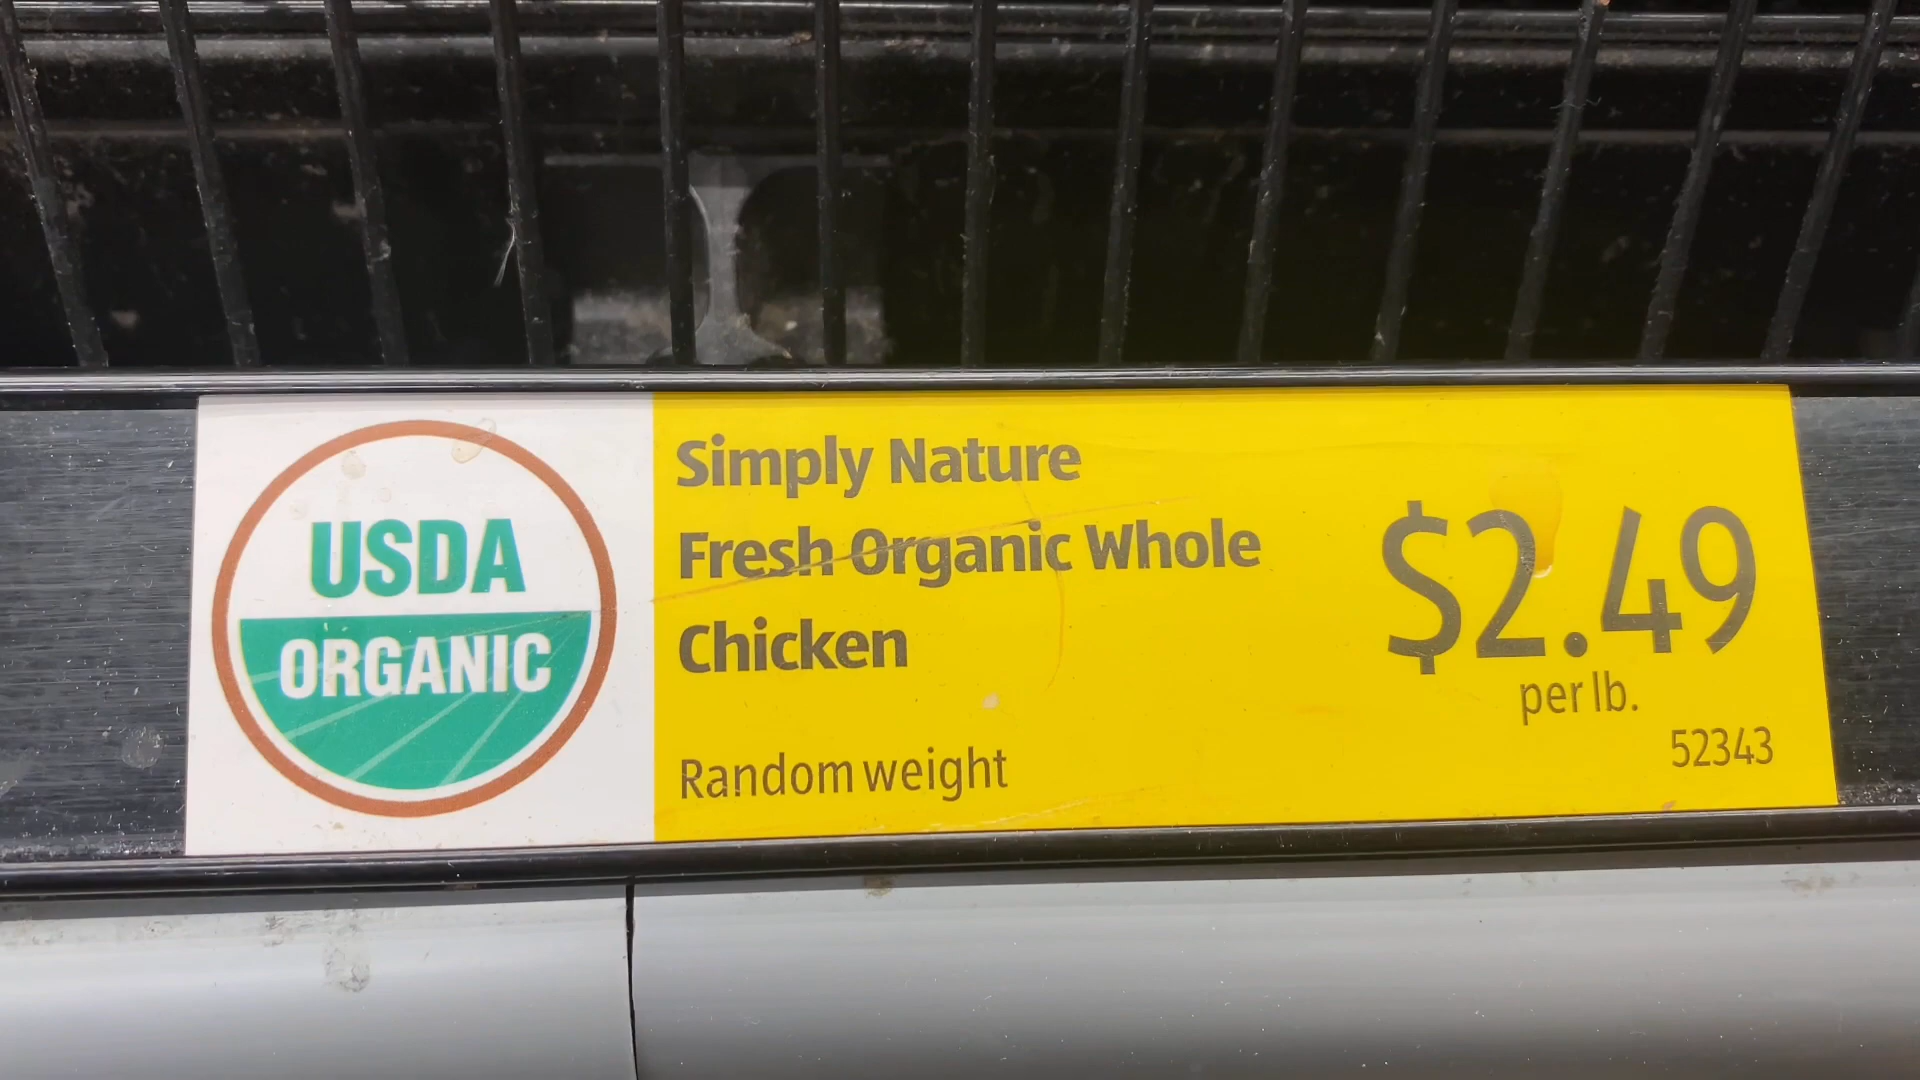 USDA
ORGANIC
Simply Nature
Fresh Organic Whole
Chicken
Random weight
$2.49
per lb.
52343